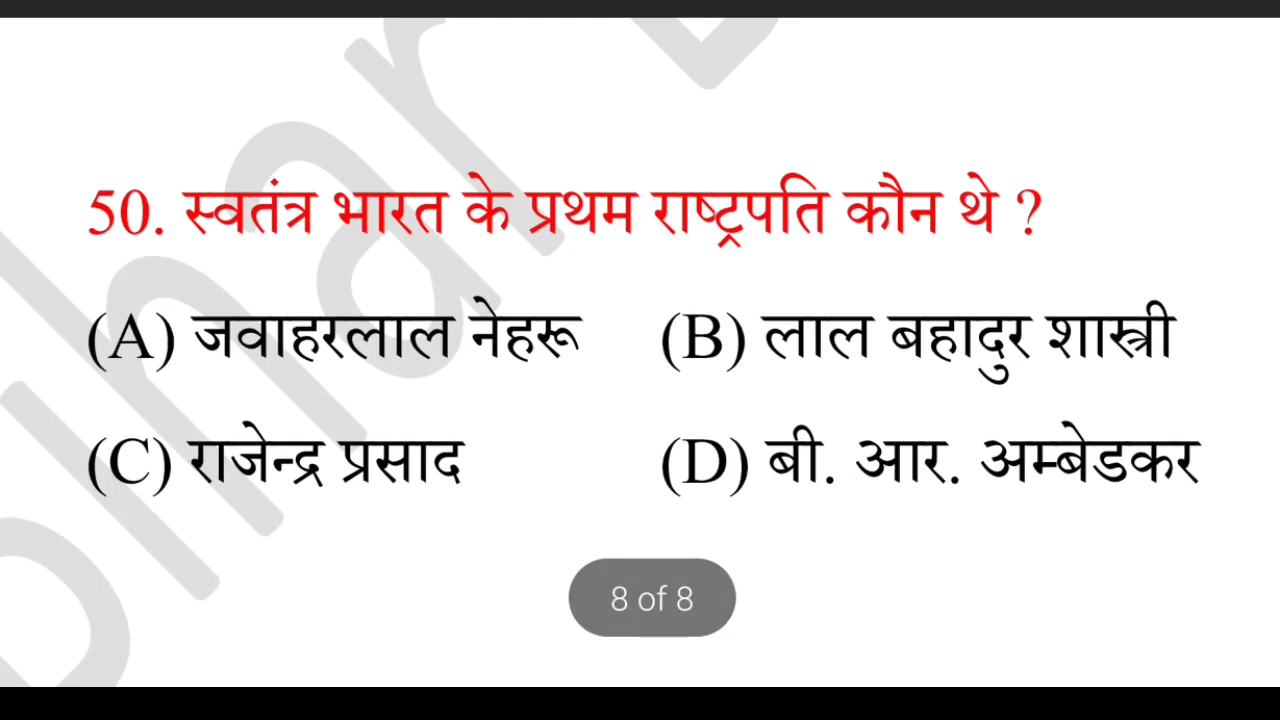 50. स्वतंत्र भारत के प्रथम राष्ट्रपति कौन थे ?
(A) जवाहरलाल नेहरू (B) लाल बहादुर शास्त्री
(C) राजेन्द्र प्रसाद (D) बी. आर. अम्बेडकर
8 of 8